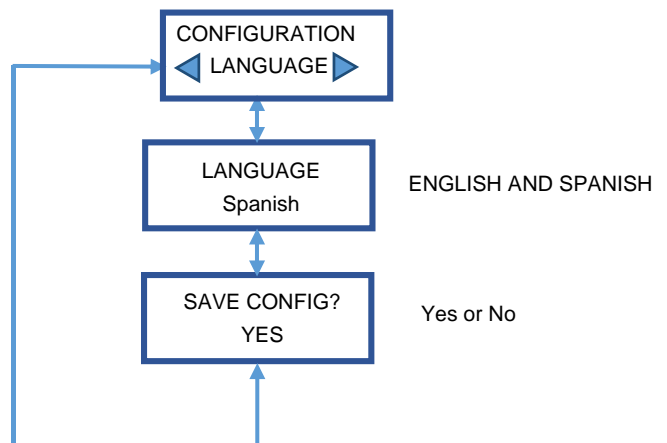 CONFIGURATION
LANGUAGE
LANGUAGE
Spanish
ENGLISH AND SPANISH
SAVE CONFIG?
YES
Yes or No